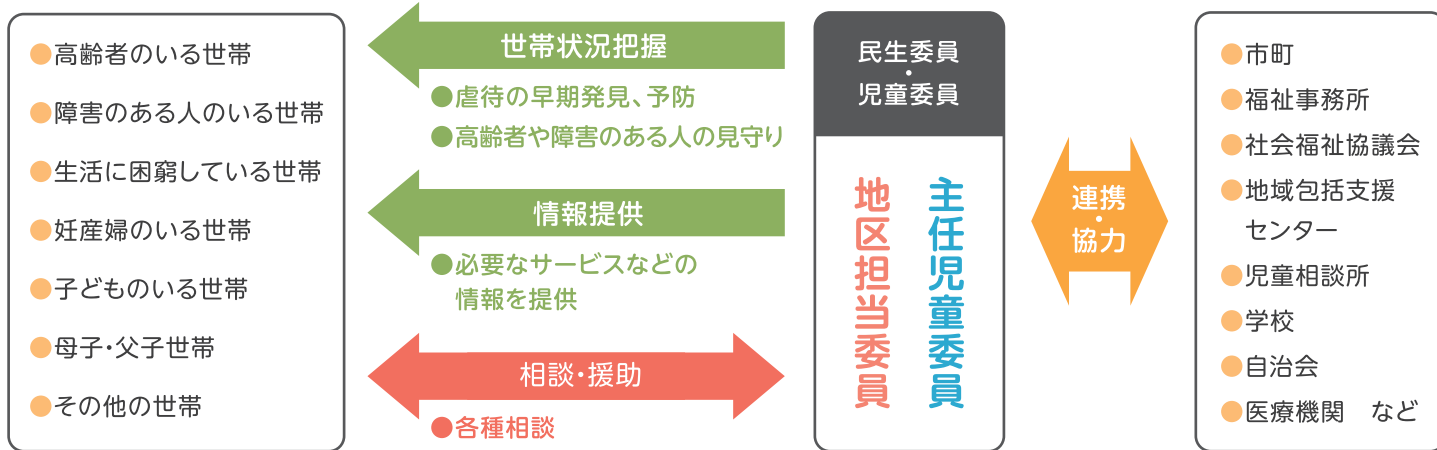 ●高齢者のいる世帯
●障害のある人のいる世帯
●生活に困窮している世帯
●妊産婦のいる世帯
●子どものいる世帯
●母子・父子世帯
●その他の世帯
世帯状況把握
●虐待の早期発見、予防
●高齢者や障害のある人の見守り
情報提供
●必要なサービスなどの
情報を提供
相談・援助
●各種相談
民生委員
・
児童委員
主任児童委員
地区担当委員
連携
・
協力
●市町
●福祉事務所
●社会福祉協議会
●地域包括支援
センター
●児童相談所
●学校
●自治会
●医療機関　など